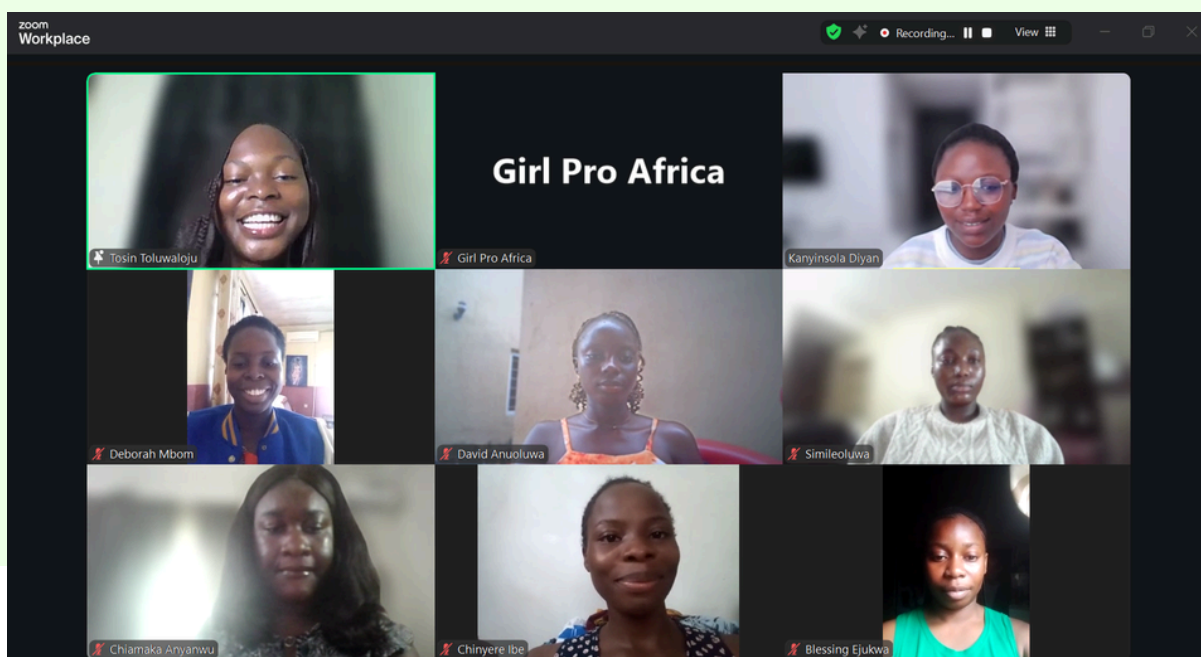 zoom
Workplace
Recording...
View
Girl Pro Africa
Tosin Toluwaloju
Girl Pro Africa
Kanyinsola Diyan
Deborah Mbom
David Anuoluwa
Simileoluwa
Chiamaka Anyanwu
Chinyere Ibe
Blessing Ejukwa